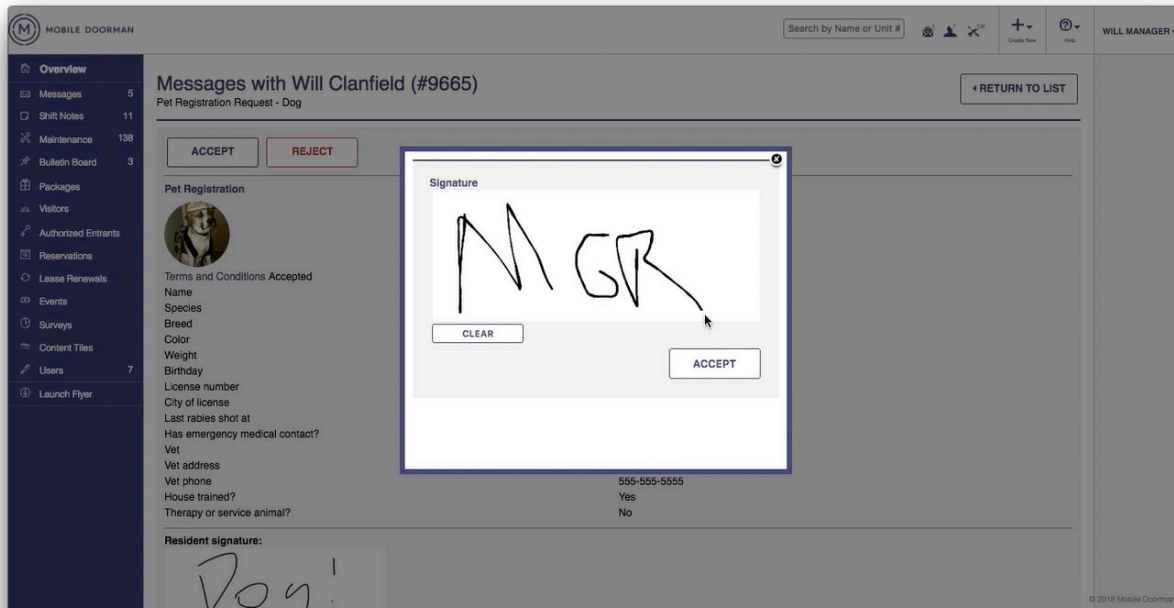 MOBILE DOORMAN
Search by Name or Unit #
Create New
Help
WILL MANAGER
Overview
Messages 5
Shift Notes 11
Maintenance 138
Bulletin Board 3
Packages
Visitors
Authorized Entrants
Reservations
Lease Renewals
Events
Surveys
Content Tiles
Users 7
Launch Flyer
Messages with Will Clanfield (#9665)
Pet Registration Request - Dog
RETURN TO LIST
ACCEPT REJECT
Pet Registration
Terms and Conditions Accepted
Name
Species
Breed
Color
Weight
Birthday
License number
City of license
Last rabies shot at
Has emergency medical contact?
Vet
Vet address
Vet phone 555-555-5555
House trained? Yes
Therapy or service animal? No
Resident signature:
Dog!
Signature
MGR
CLEAR
ACCEPT
© 2018 Mobile Doorman